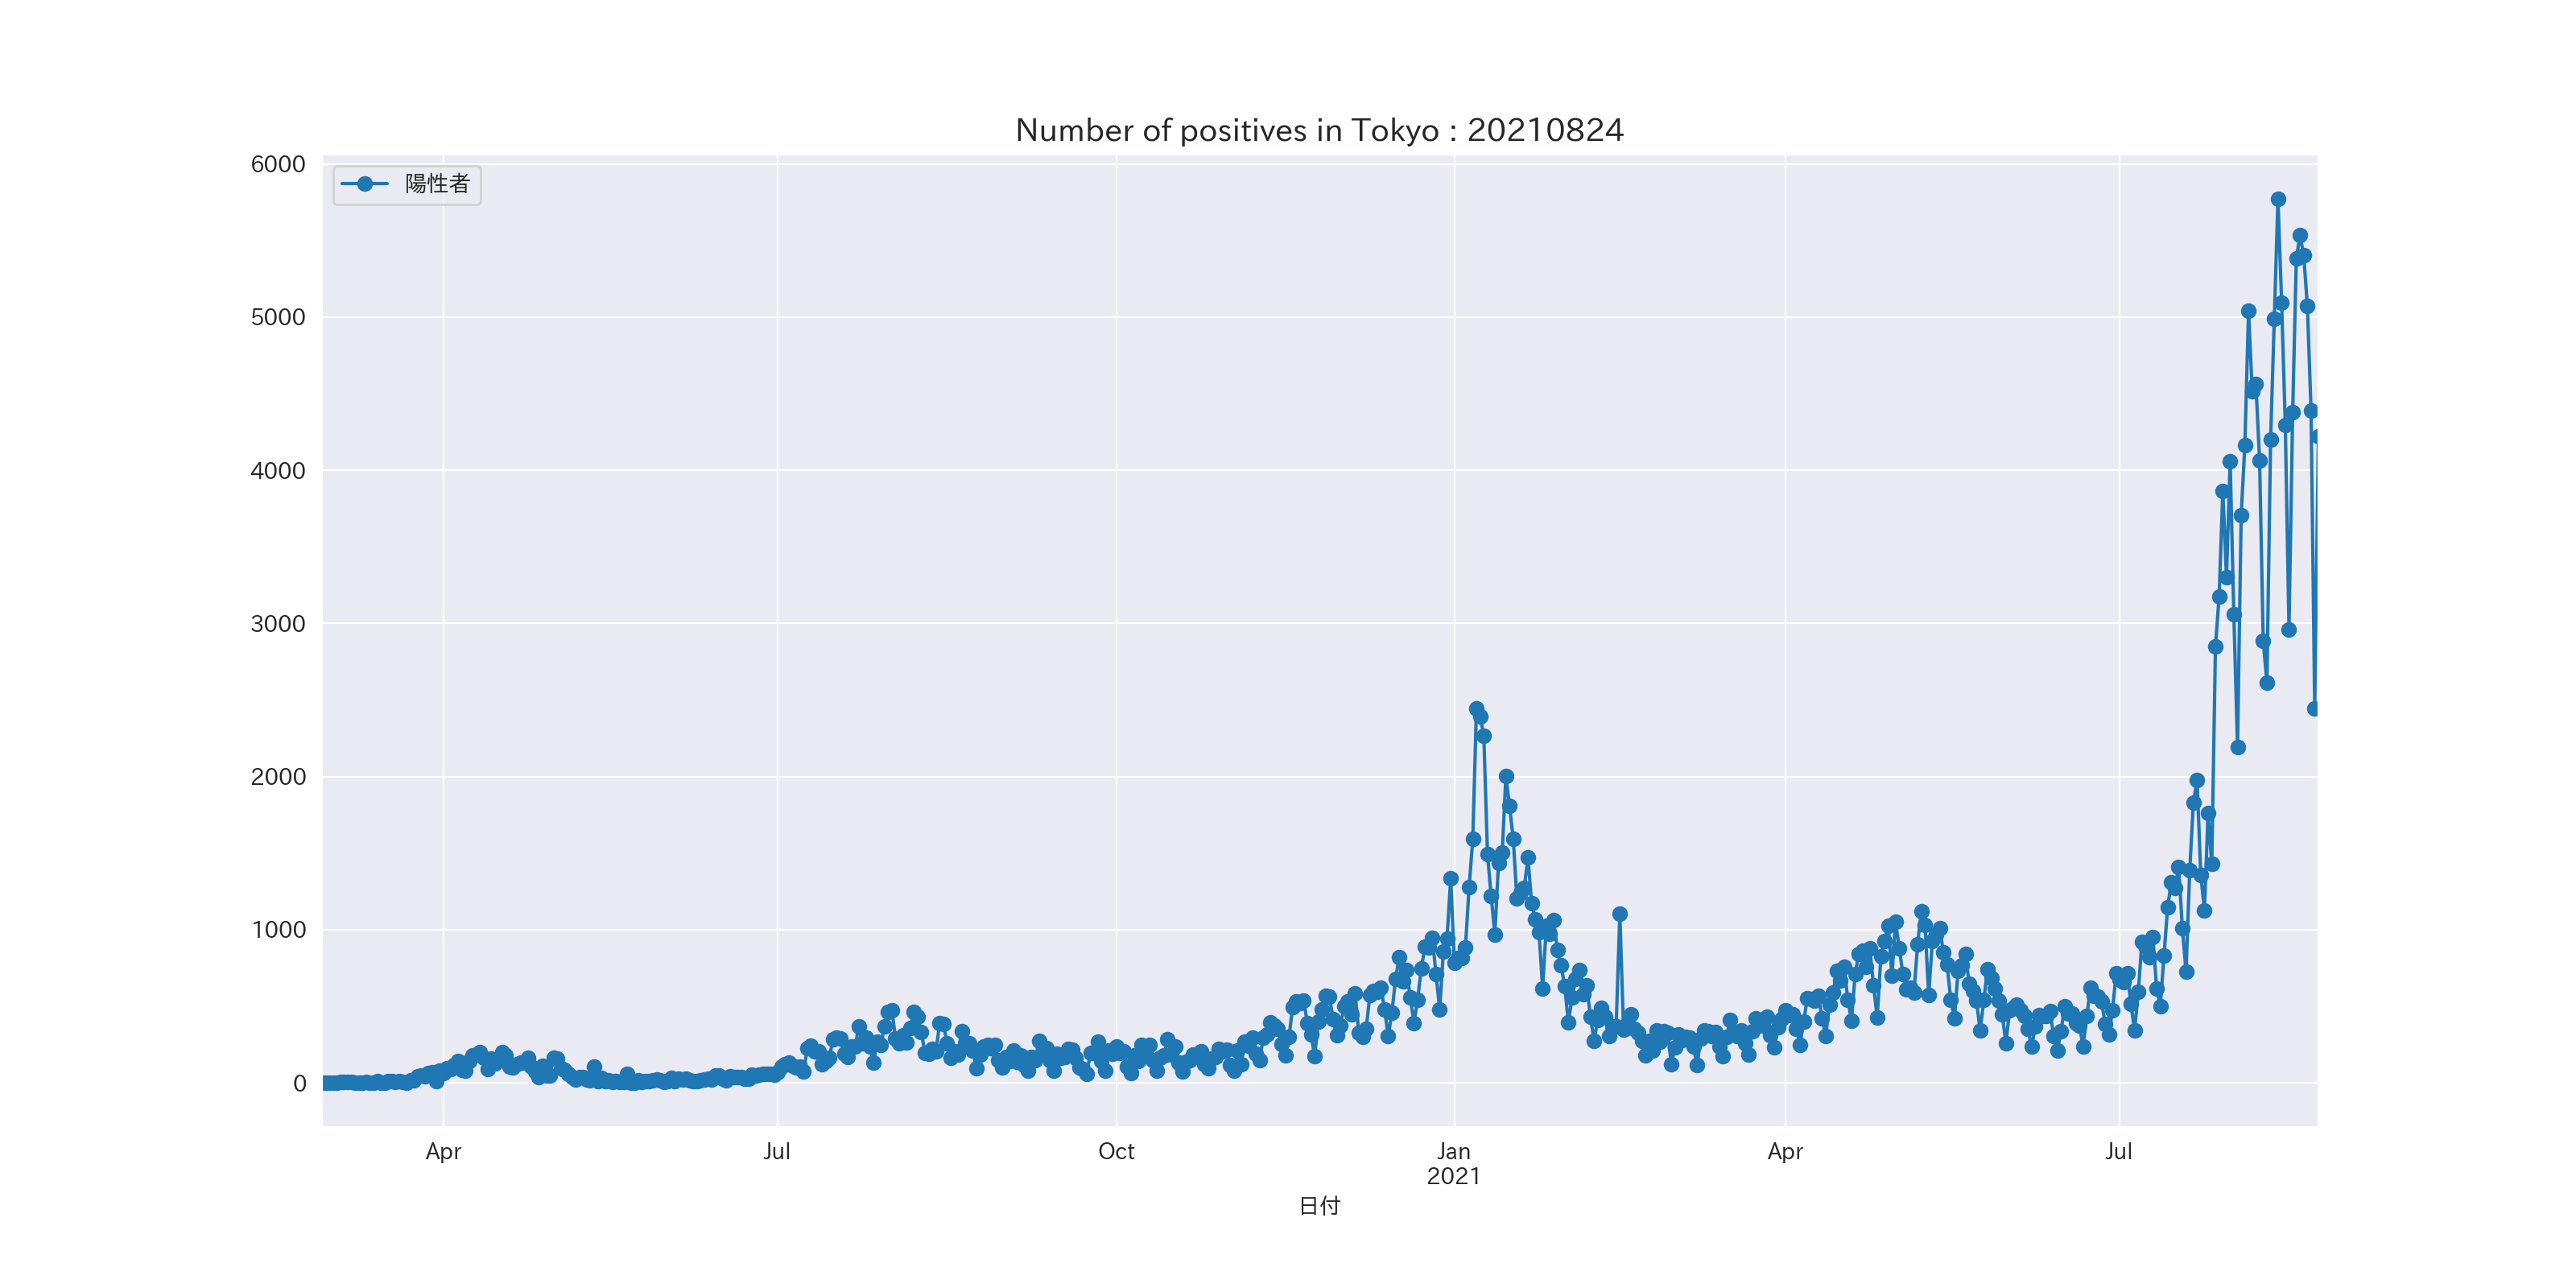 Number of positives in Tokyo : 20210824
陽性者
6000
5000
4000
3000
2000
1000
0
Apr
Jul
Oct
Jan
2021
Apr
Jul
日付